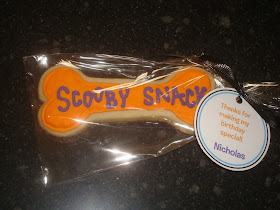 SCOOBY SNACK
Thanks for
making my
birthday
special!
Nicholas